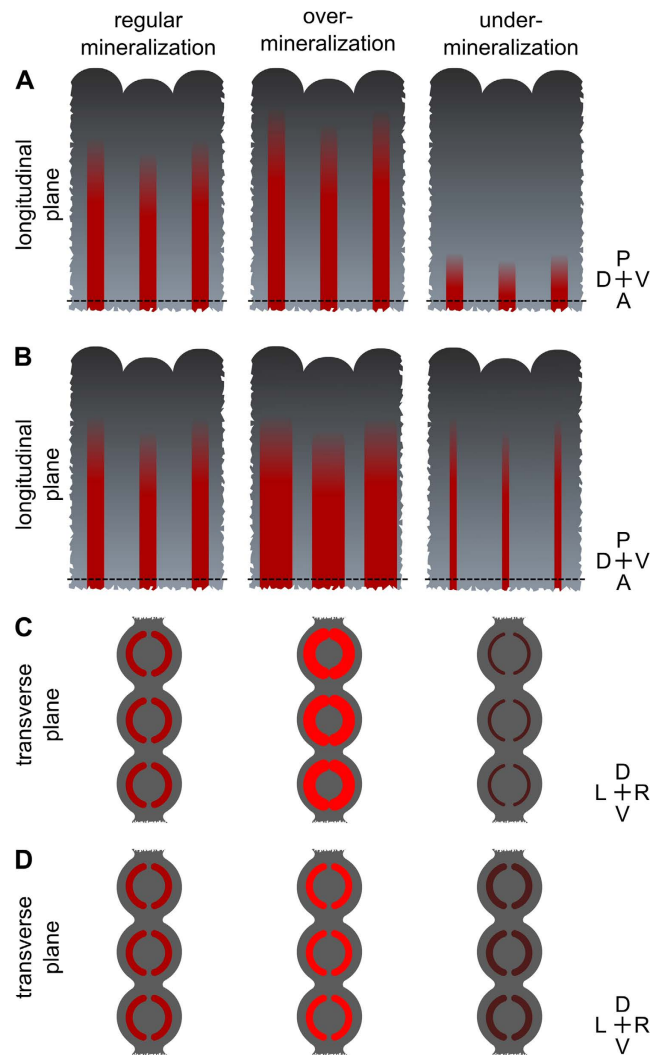 regular
mineralization
over-
mineralization
under-
mineralization
A
longitudinal
plane
P
D+V
A
B
longitudinal
plane
P
D+V
A
C
transverse
plane
D
L+R
V
D
transverse
plane
D
L+R
V